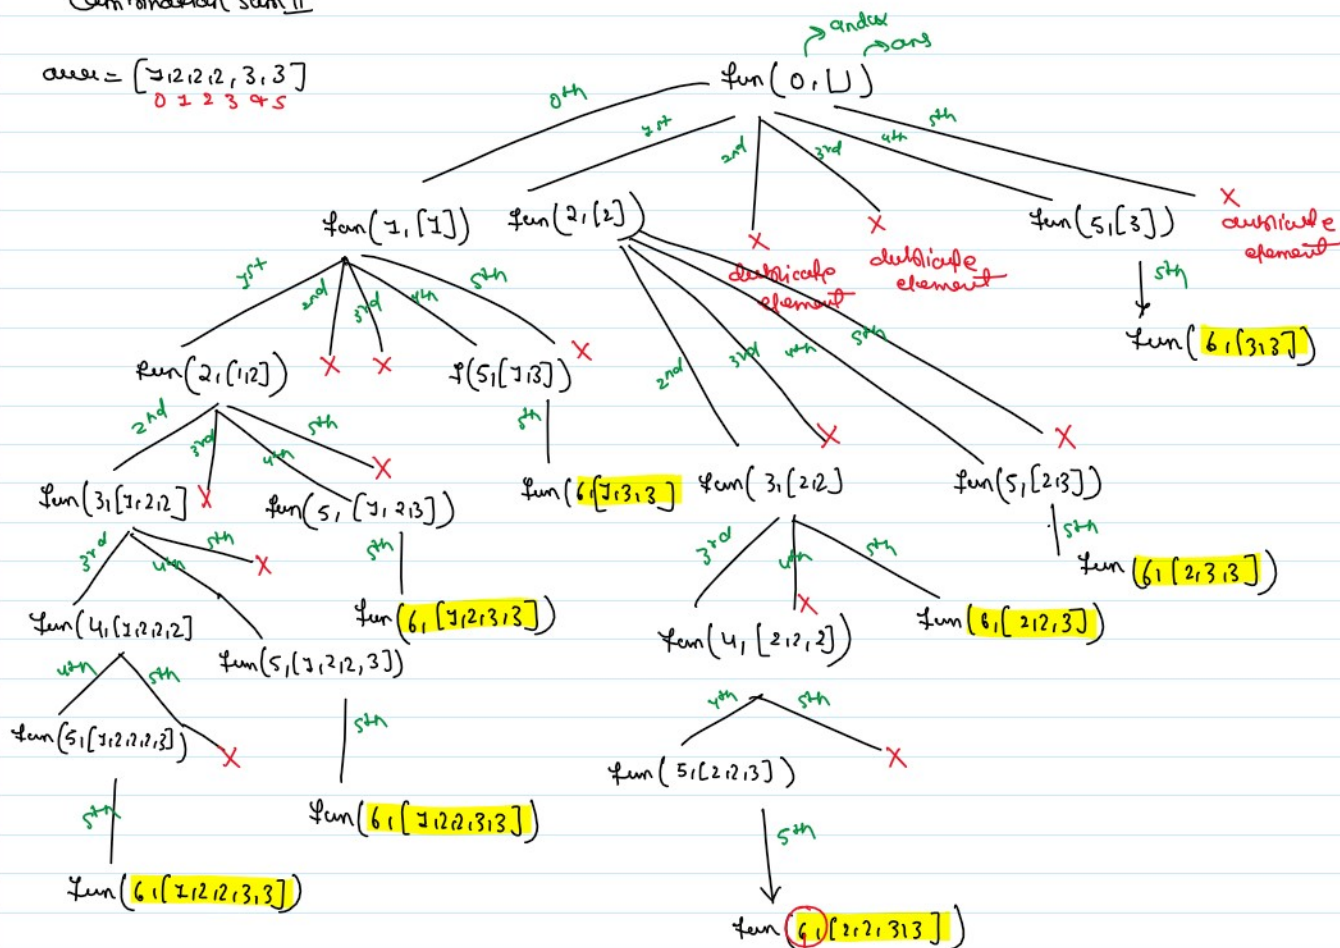 Combination Sum II
arr = [1,2,2,2,3,3]
0 1 2 3 4 5
index
ans
fun(0,[])
0th
1st
2nd
3rd
4th
5th
fun(1,[1])
fun(2,[2])
X
dublicate element
X
dublicate element
fun(5,[3])
X
dublicate element
1st
2nd
3rd
4th
5th
5th
fun(6,[3,3])
fun(2,[1,2])
X
X
f(5,[1,3])
X
2nd
3rd
4th
5th
2nd
3rd
4th
5th
5th
X
X
X
fun(3,[1,2,2]
X
fun(5,[1,2,3])
fun(6,[1,3,3]
fun(3,[2,2]
fun(5,[2,3])
3rd
4th
5th
X
5th
3rd
4th
5th
5th
fun(6,[2,3,3])
fun(4,[1,2,2,2]
fun(6,[1,2,3,3])
X
fun(4,[2,2,2])
fun(6,[2,2,3])
fun(5,[1,2,2,3])
4th
5th
5th
4th
5th
fun(5,[1,2,2,2,3])
X
fun(5,[2,2,3])
X
5th
fun(6,[1,2,2,3,3])
5th
fun(6,[1,2,2,3,3])
fun(6,[2,2,3,3])